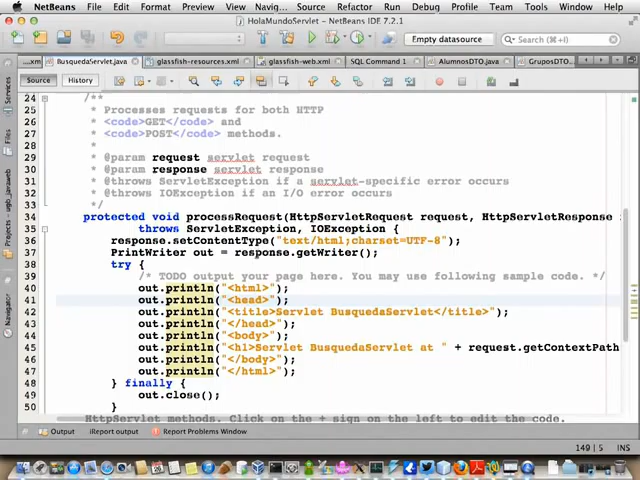 NetBeans File Edit Format View Navigate Source Refactor Run Debug Profile Team Tools Window Help
HolaMundoServlet - NetBeans IDE 7.2.1
Empty datasource Search (⌘+I)
...xml BusquedaServlet.java glassfish-resources.xml glassfish-web.xml SQL Command 1 AlumnosDTO.java GruposDTO...
Source History
Services
Files
Projects
Navigator
24 /**
25 * Processes requests for both HTTP
26 * <code>GET</code> and
27 * <code>POST</code> methods.
28 *
29 * @param request servlet request
30 * @param response servlet response
31 * @throws ServletException if a servlet-specific error occurs
32 * @throws IOException if an I/O error occurs
33 */
34 protected void processRequest(HttpServletRequest request, HttpServletResponse
35 throws ServletException, IOException {
36 response.setContentType("text/html;charset=UTF-8");
37 PrintWriter out = response.getWriter();
38 try {
39 /* TODO output your page here. You may use following sample code. */
40 out.println("<html>");
41 out.println("<head>");
42 out.println("<title>Servlet BusquedaServlet</title>");
43 out.println("</head>");
44 out.println("<body>");
45 out.println("<h1>Servlet BusquedaServlet at " + request.getContextPath
46 out.println("</body>");
47 out.println("</html>");
48 } finally {
49 out.close();
50 }
HttpServlet methods. Click on the + sign on the left to edit the code.
Output iReport output Report Problems Window
149 | 5 INS